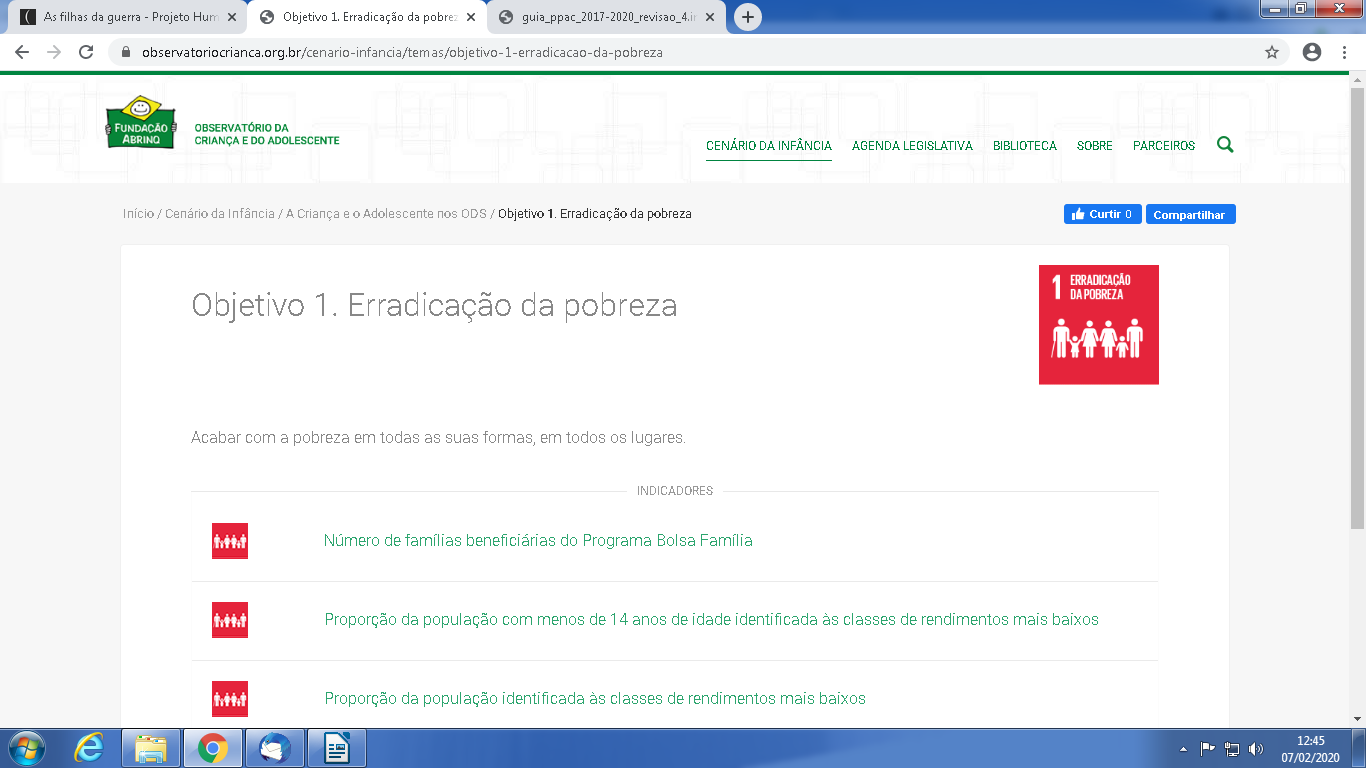 As filhas da guerra - Projeto Hum
Objetivo 1. Erradicação da pobrez
guia_ppac_2017-2020_revisao_4.in
observatoriocrianca.org.br/cenario-infancia/temas/objetivo-1-erradicacao-da-pobreza
FUNDAÇÃO
ABRINQ
OBSERVATÓRIO DA
CRIANÇA E DO ADOLESCENTE
CENÁRIO DA INFÂNCIA AGENDA LEGISLATIVA BIBLIOTECA SOBRE PARCEIROS
Início / Cenário da Infância / A Criança e o Adolescente nos ODS / Objetivo 1. Erradicação da pobreza
Curtir 0 Compartilhar
Objetivo 1. Erradicação da pobreza
1 ERRADICAÇÃO
DA POBREZA
Acabar com a pobreza em todas as suas formas, em todos os lugares.
INDICADORES
Número de famílias beneficiárias do Programa Bolsa Família
Proporção da população com menos de 14 anos de idade identificada às classes de rendimentos mais baixos
Proporção da população identificada às classes de rendimentos mais baixos
12:45
07/02/2020